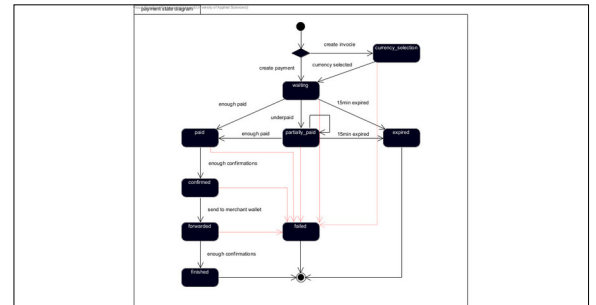 payment state diagram
create invoice
currency_selection
create payment
currency selected
waiting
enough paid
15min expired
underpaid
paid
enough paid
partially_paid
15min expired
expired
enough confirmations
confirmed
send to merchant wallet
forwarded
failed
enough confirmations
finished